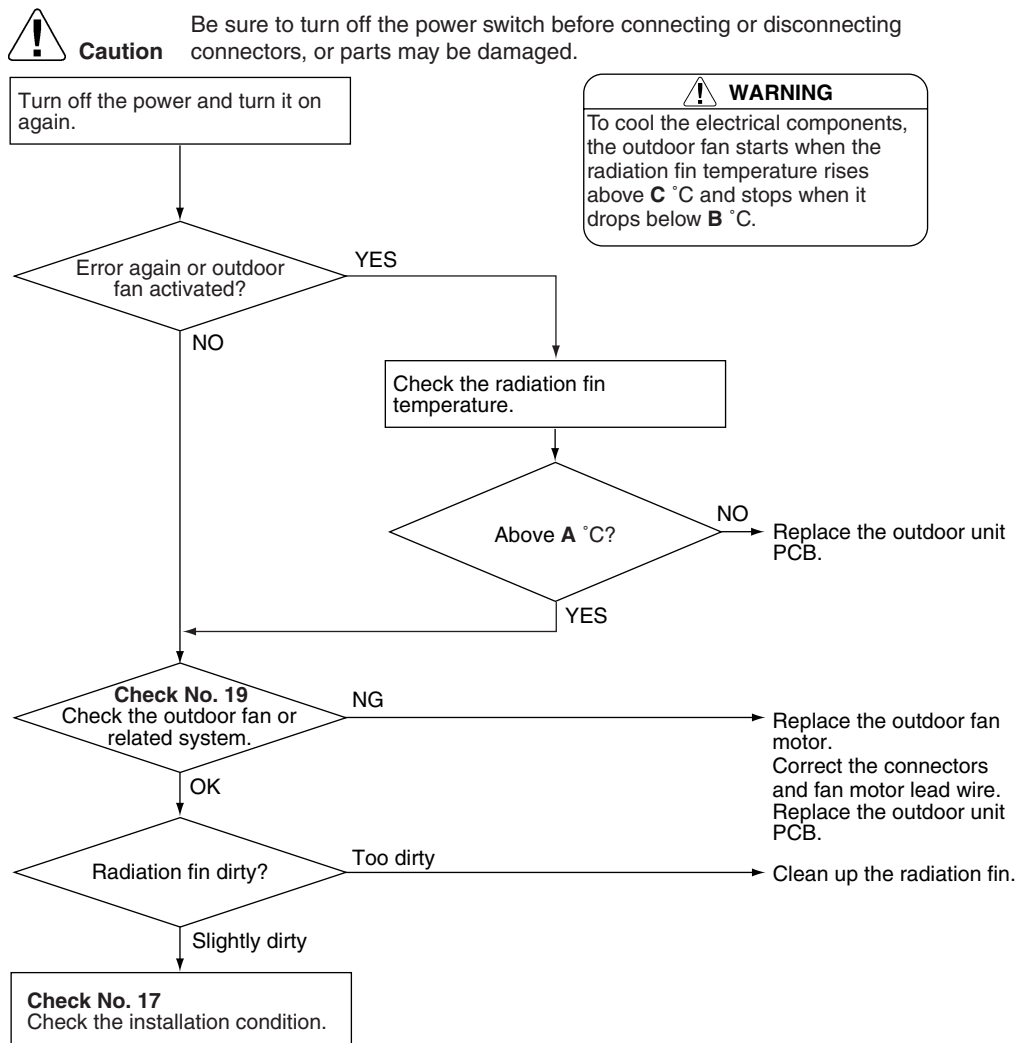 Be sure to turn off the power switch before connecting or disconnecting
Caution connectors, or parts may be damaged.
Turn off the power and turn it on
again.
WARNING
To cool the electrical components,
the outdoor fan starts when the
radiation fin temperature rises
above C ˚C and stops when it
drops below B ˚C.
Error again or outdoor
fan activated?
YES
NO
Check the radiation fin
temperature.
Above A ˚C?
NO
Replace the outdoor unit
PCB.
YES
Check No. 19
Check the outdoor fan or
related system.
NG
Replace the outdoor fan
motor.
Correct the connectors
and fan motor lead wire.
Replace the outdoor unit
PCB.
OK
Radiation fin dirty?
Too dirty
Clean up the radiation fin.
Slightly dirty
Check No. 17
Check the installation condition.